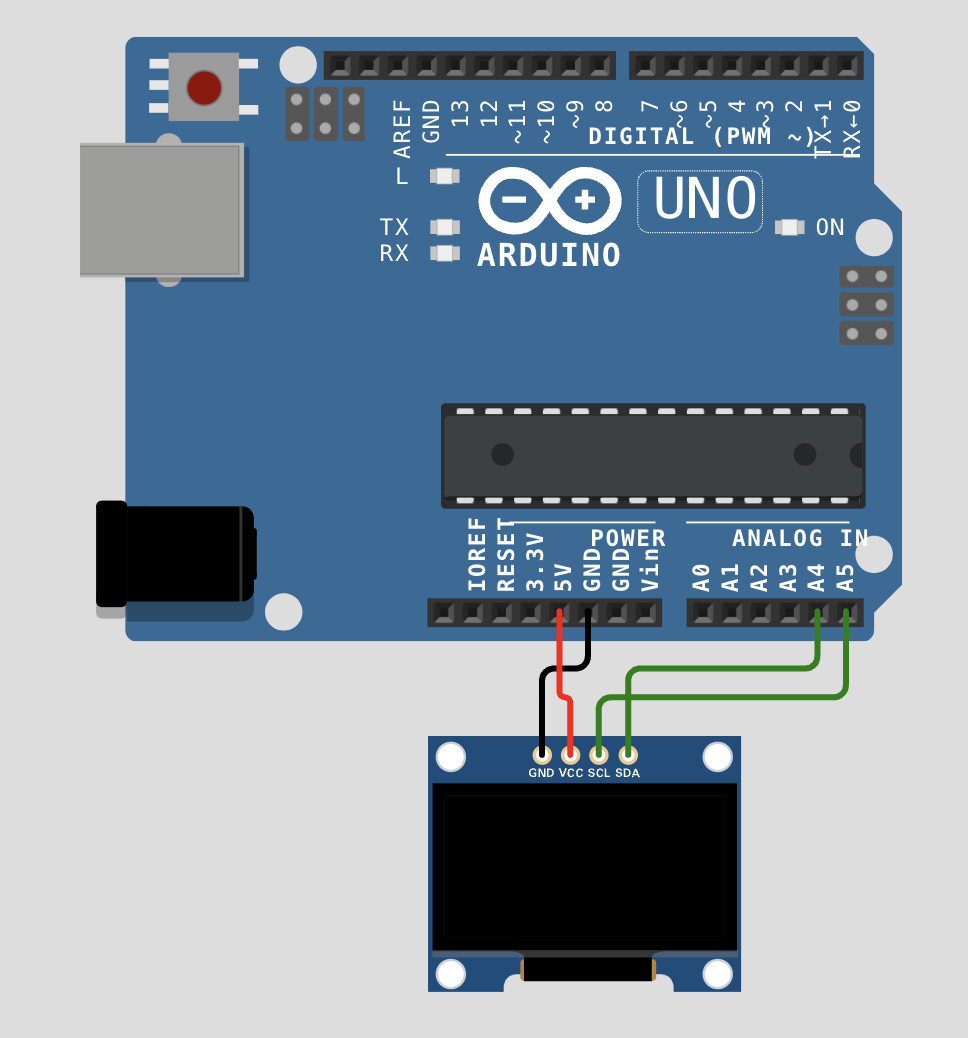 AREF
GND
13
12
~11
~10
~9
8
7
~6
~5
4
~3
2
TX→1
RX←0
DIGITAL (PWM ~)
L
UNO
TX
ON
RX
ARDUINO
IOREF
RESET
3.3V
5V
GND
GND
Vin
POWER
ANALOG IN
A0
A1
A2
A3
A4
A5
GND VCC SCL SDA